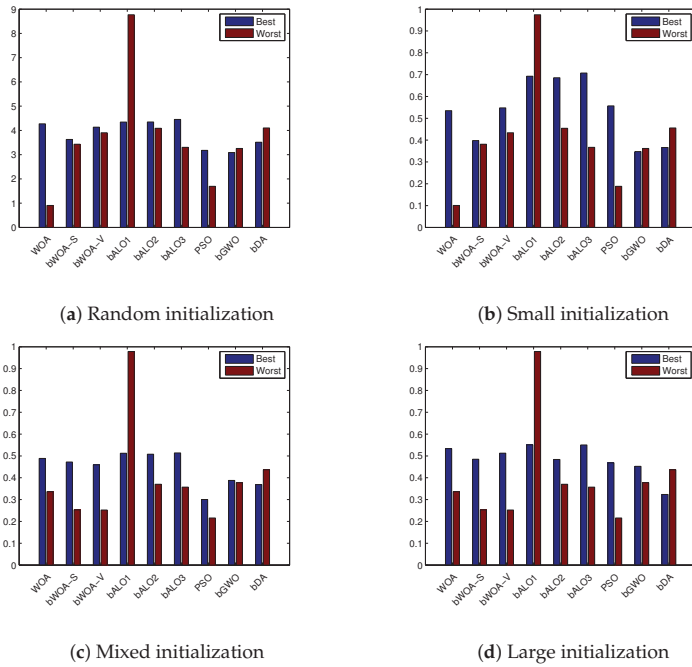 9
8
7
6
5
4
3
2
1
0
Best
Worst
WOA
bWOA-S
bWOA-V
bALO1
bALO2
bALO3
PSO
bGWO
bDA
(a) Random initialization
1
0.9
0.8
0.7
0.6
0.5
0.4
0.3
0.2
0.1
0
Best
Worst
WOA
bWOA-S
bWOA-V
bALO1
bALO2
bALO3
PSO
bGWO
bDA
(b) Small initialization
1
0.9
0.8
0.7
0.6
0.5
0.4
0.3
0.2
0.1
0
Best
Worst
WOA
bWOA-S
bWOA-V
bALO1
bALO2
bALO3
PSO
bGWO
bDA
(c) Mixed initialization
1
0.9
0.8
0.7
0.6
0.5
0.4
0.3
0.2
0.1
0
Best
Worst
WOA
bWOA-S
bWOA-V
bALO1
bALO2
bALO3
PSO
bGWO
bDA
(d) Large initialization